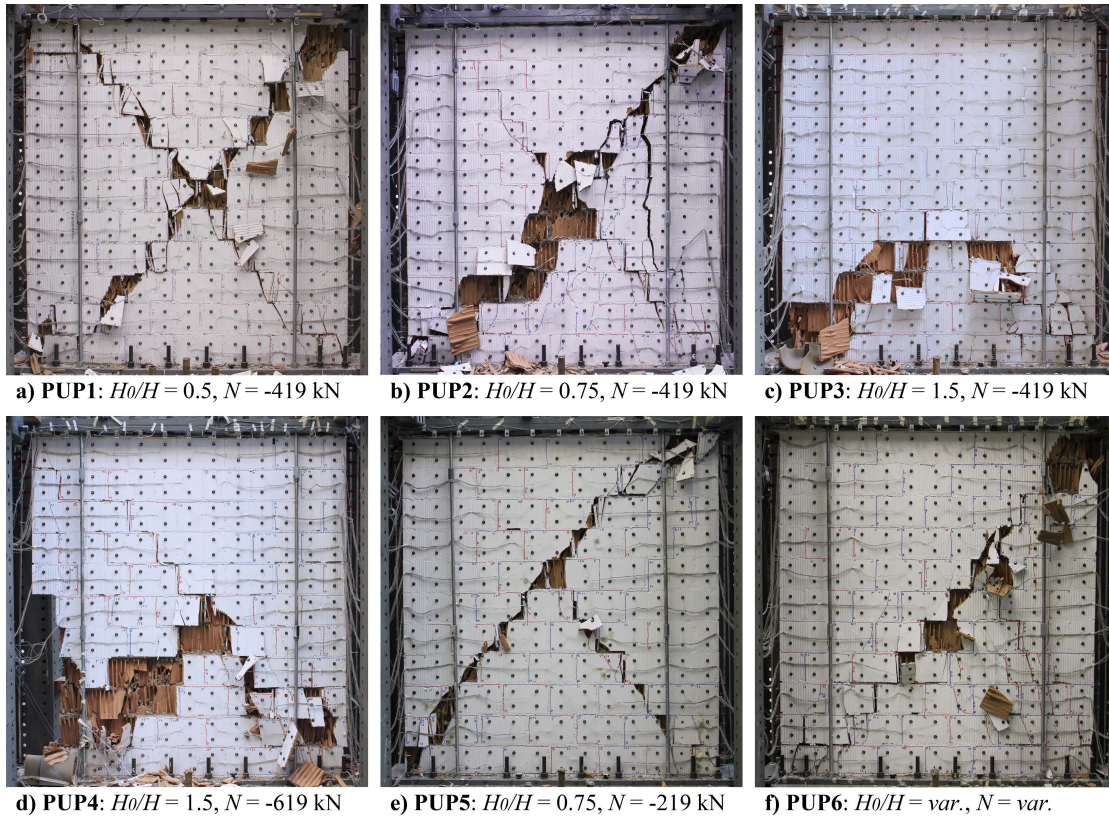 a) PUP1: H0/H = 0.5, N = -419 kN
b) PUP2: H0/H = 0.75, N = -419 kN
c) PUP3: H0/H = 1.5, N = -419 kN
d) PUP4: H0/H = 1.5, N = -619 kN
e) PUP5: H0/H = 0.75, N = -219 kN
f) PUP6: H0/H = var., N = var.